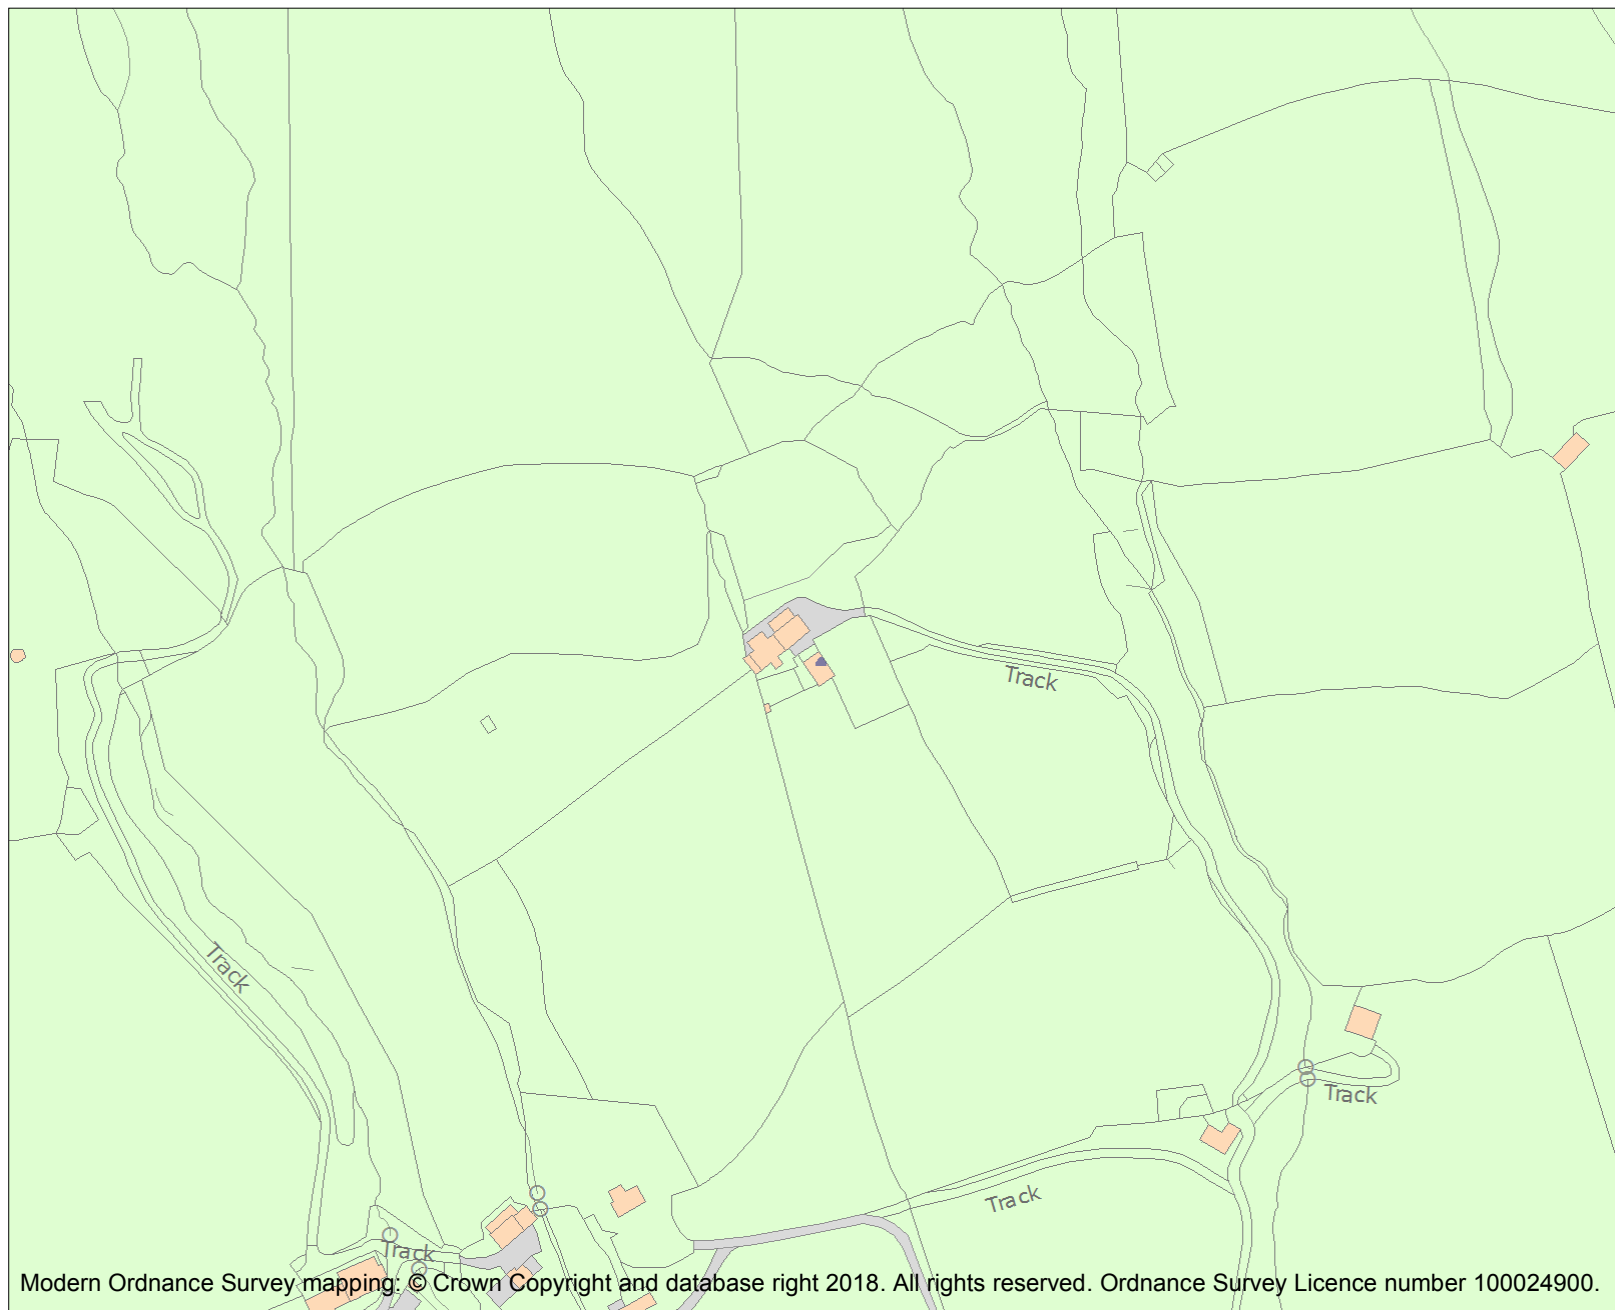 Track
Track
Track
Track
Track
Modern Ordnance Survey mapping: © Crown Copyright and database right 2018. All rights reserved. Ordnance Survey Licence number 100024900.